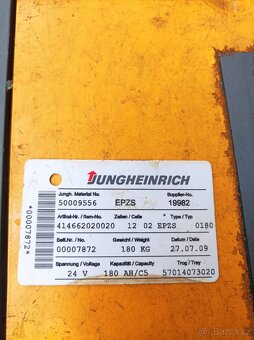 JUNGHEINRICH
Jungh. Material No. Supplier-No.
50009556 EPZS 19982
Artikel-Nr. / Item-No. Zellen / Cells Type / Typ
414662020020 12 02 EPZS 0180
Batt.Nr. / No. Gewicht / Weight Datum / Date
00007872 180 KG 27.07.09
Spannung / Voltage Kapazität / Capacity Trog / Tray
24 V 180 AH/C5 57014073020
*00007872*